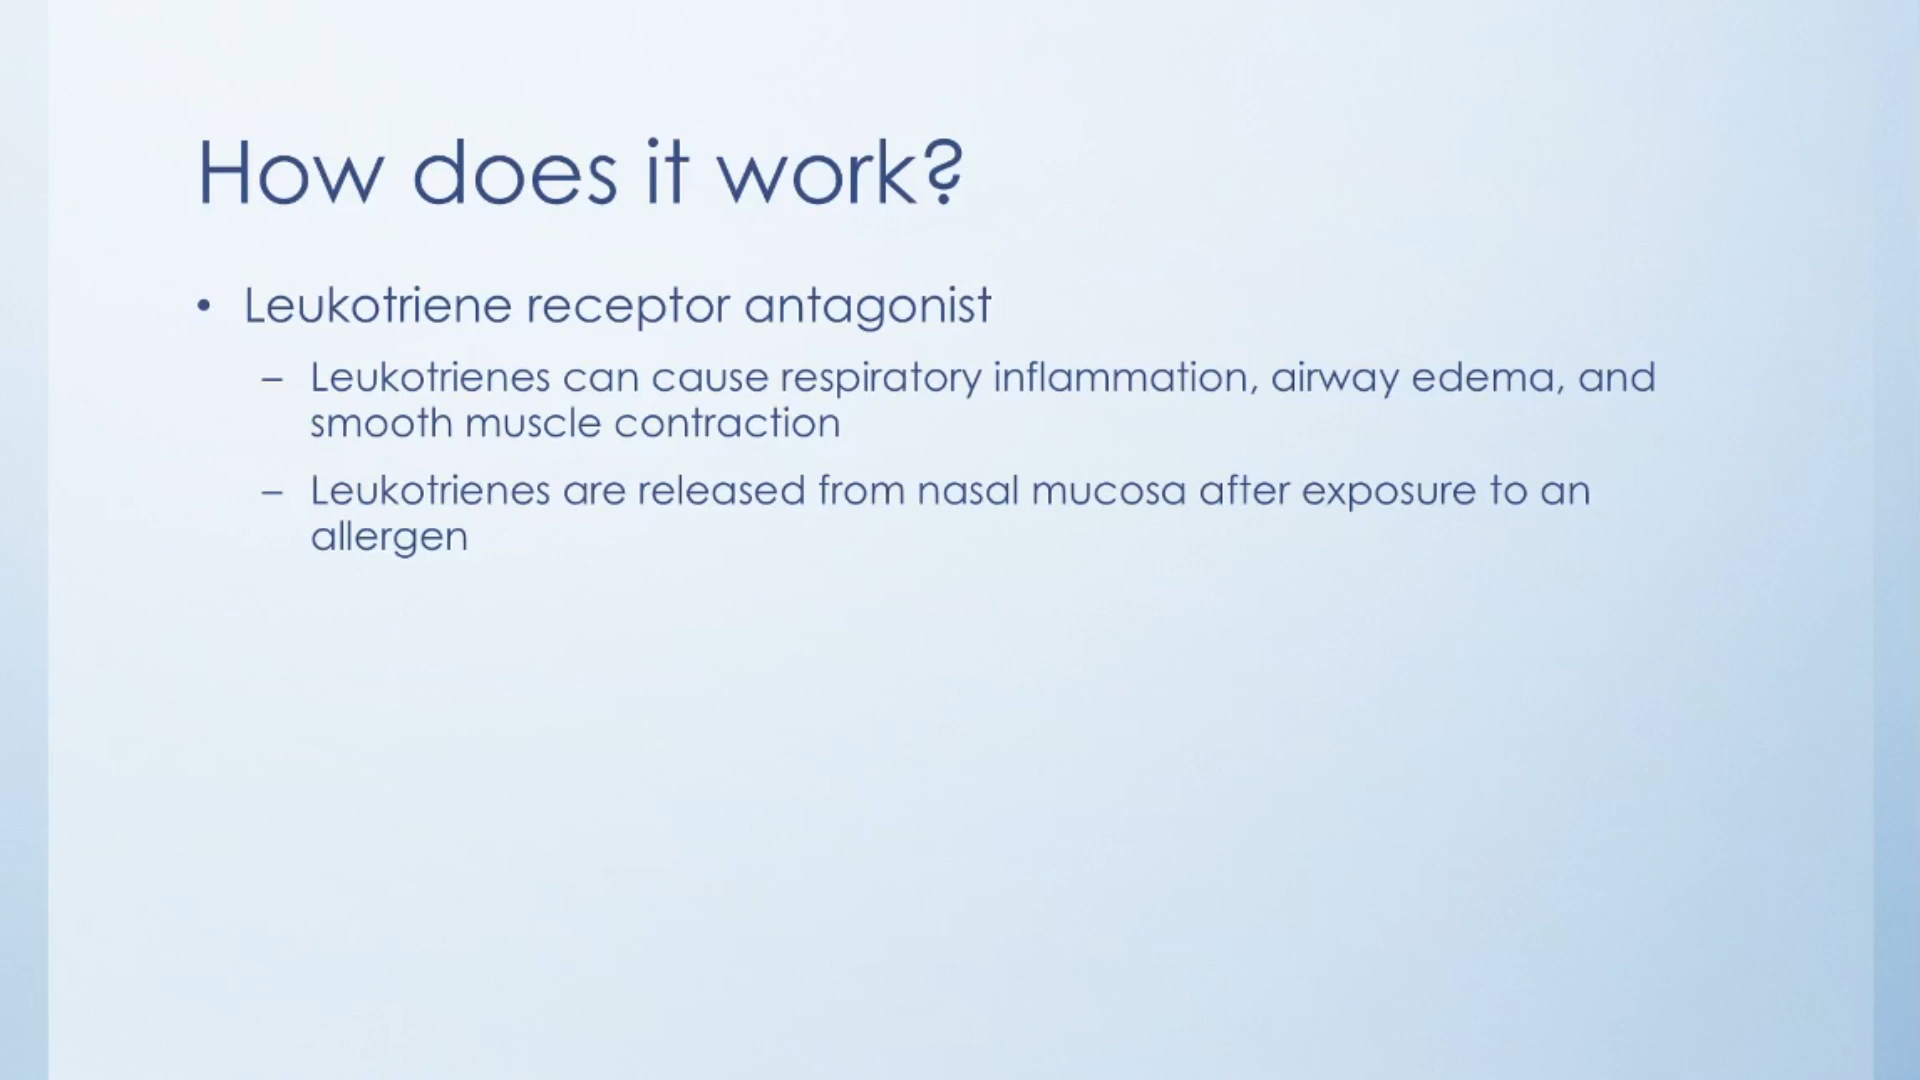 How does it work?
• Leukotriene receptor antagonist
– Leukotrienes can cause respiratory inflammation, airway edema, and
smooth muscle contraction
– Leukotrienes are released from nasal mucosa after exposure to an
allergen